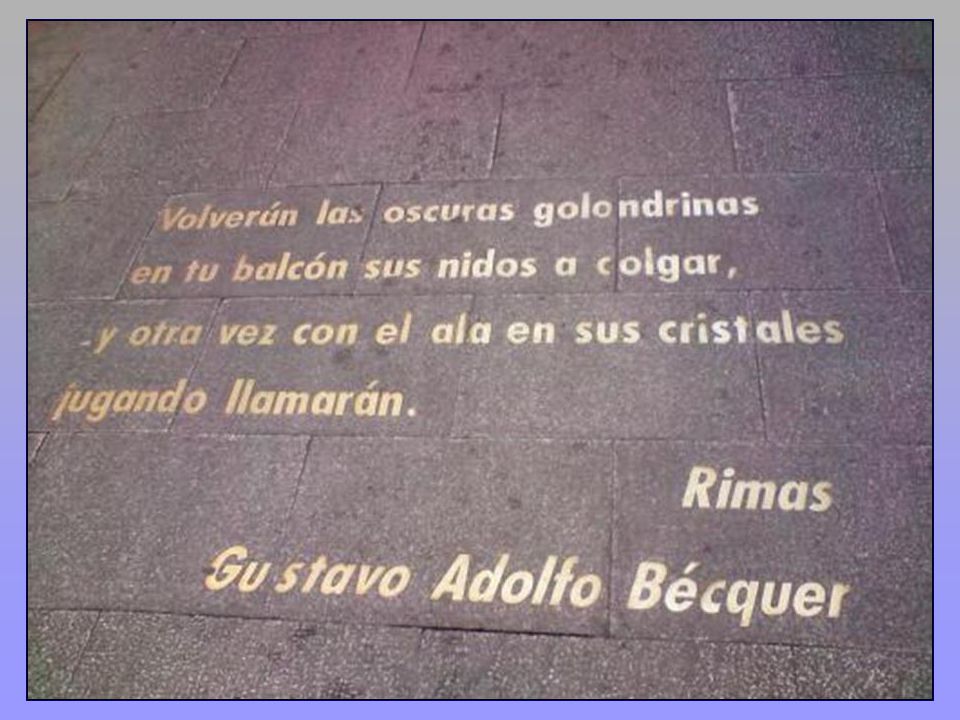 Volverán las oscuras golondrinas
en tu balcón sus nidos a colgar,
y otra vez con el ala en sus cristales
jugando llamarán.
Rimas
Gustavo Adolfo Bécquer